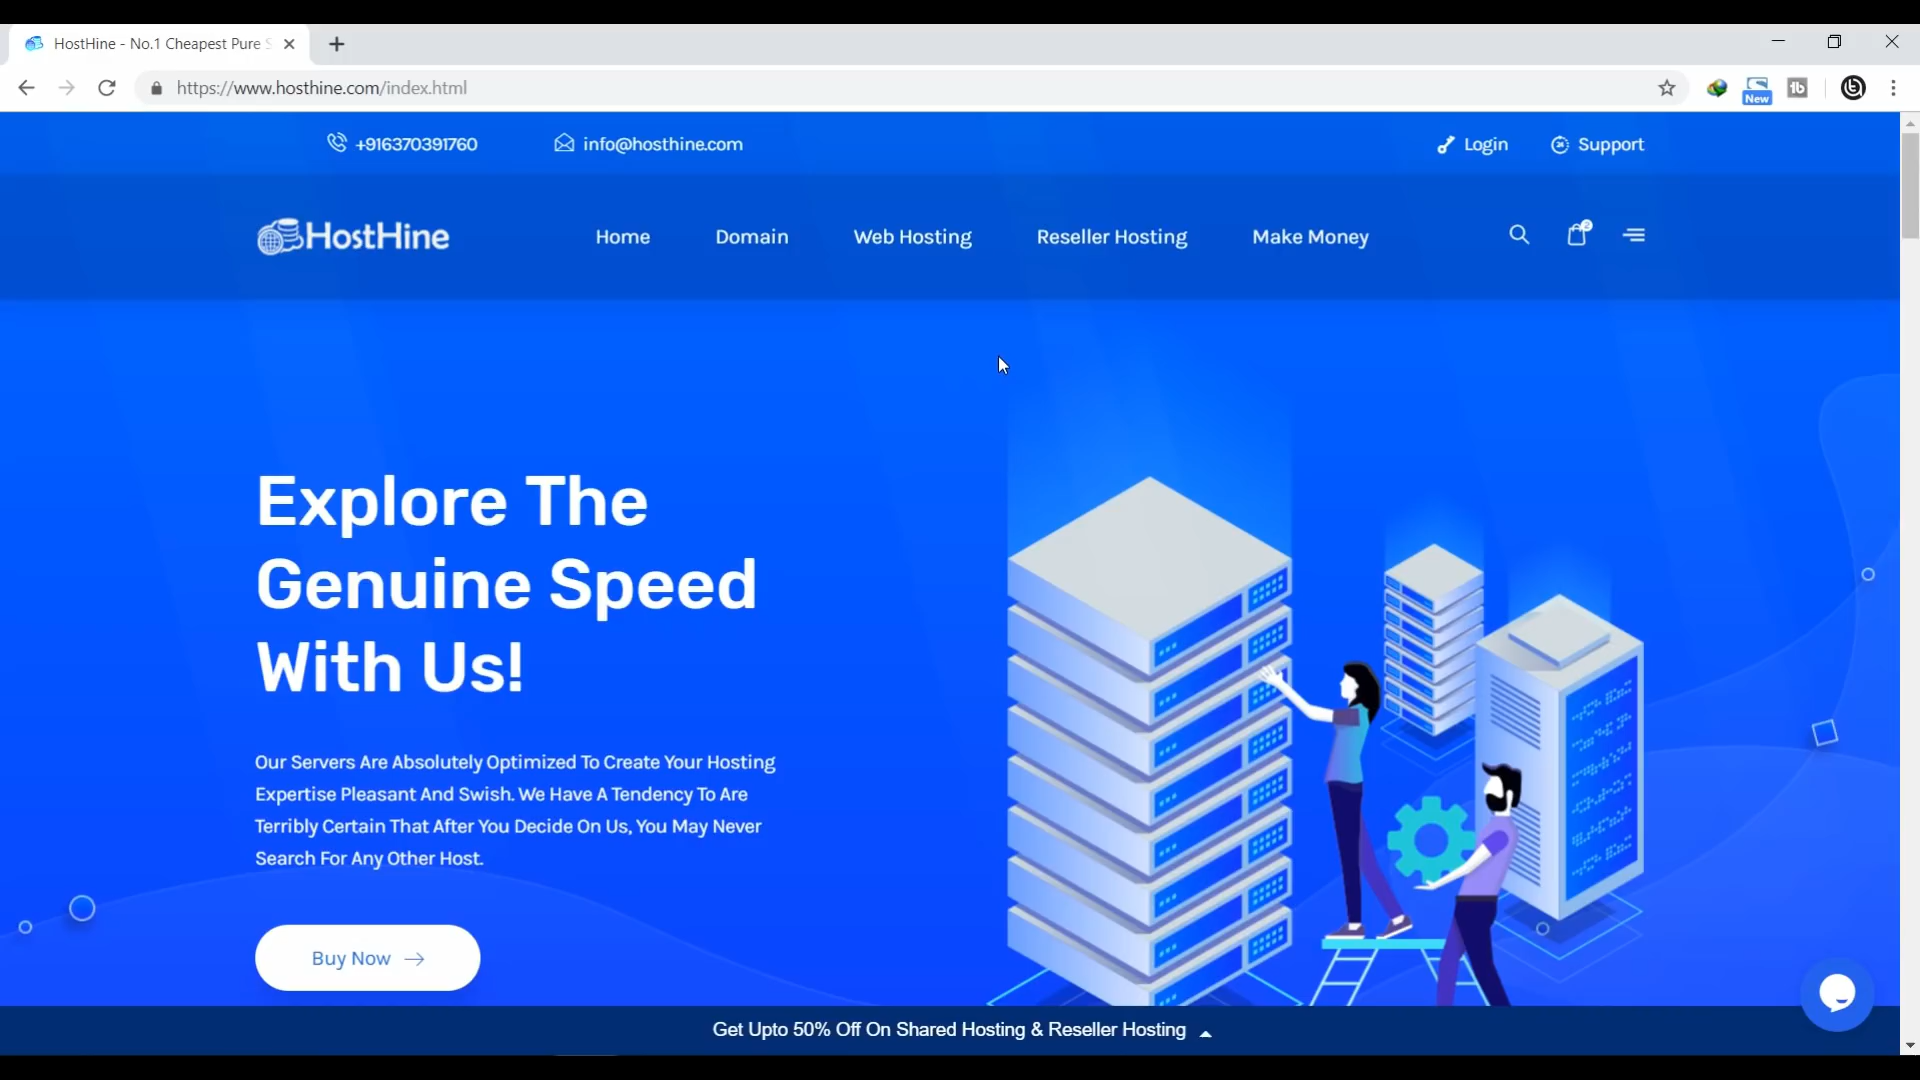 HostHine - No.1 Cheapest Pure S
https://www.hosthine.com/index.html
New
+916370391760
info@hosthine.com
Login
Support
HostHine
Home
Domain
Web Hosting
Reseller Hosting
Make Money
Explore The
Genuine Speed
With Us!
Our Servers Are Absolutely Optimized To Create Your Hosting
Expertise Pleasant And Swish. We Have A Tendency To Are
Terribly Certain That After You Decide On Us, You May Never
Search For Any Other Host.
Buy Now
Get Upto 50% Off On Shared Hosting & Reseller Hosting